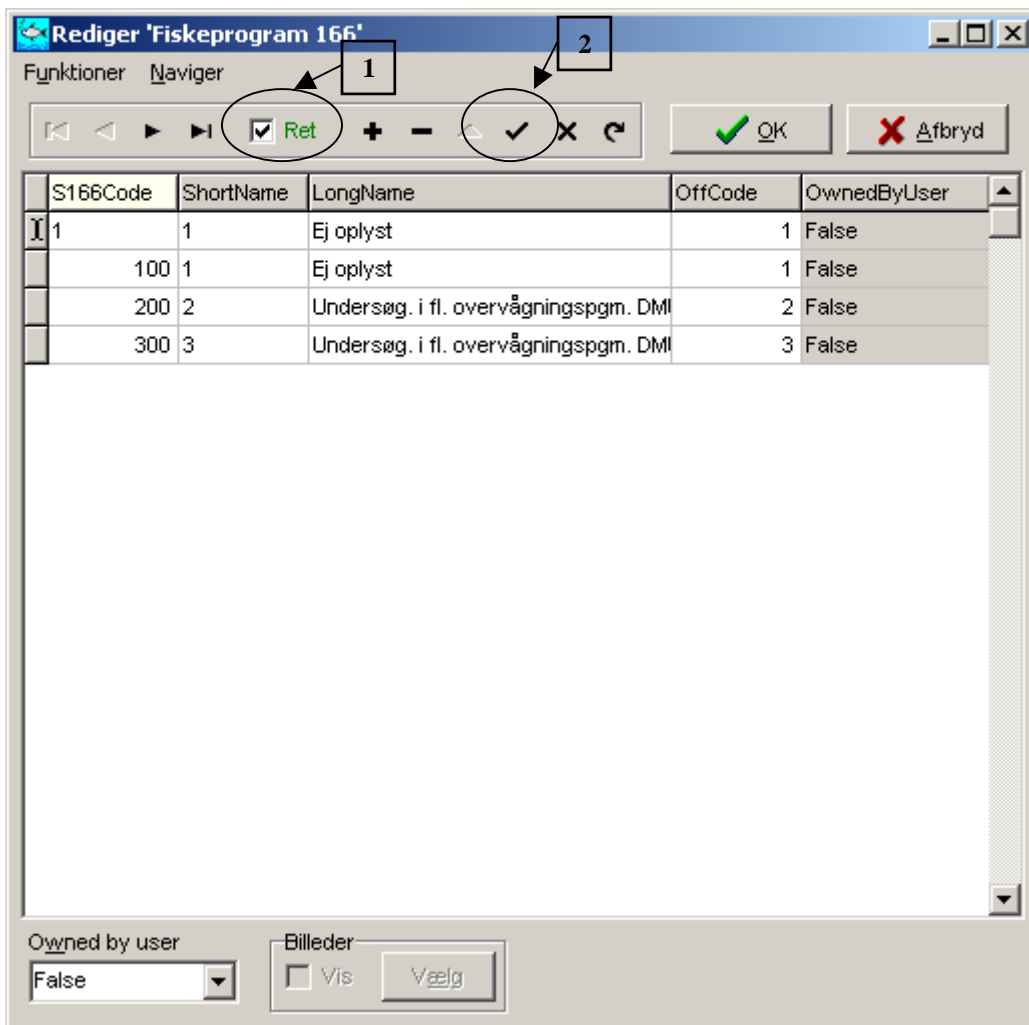 Rediger 'Fiskeprogram 166'
1
2
Funktioner Naviger
Ret
OK
Afbryd
S166Code ShortName LongName OffCode OwnedByUser
1 1 Ej oplyst 1 False
100 1 Ej oplyst 1 False
200 2 Undersøg. i fl. overvågningspgm. DMU 2 False
300 3 Undersøg. i fl. overvågningspgm. DMU 3 False
Owned by user
False
Billeder
Vis
Vælg